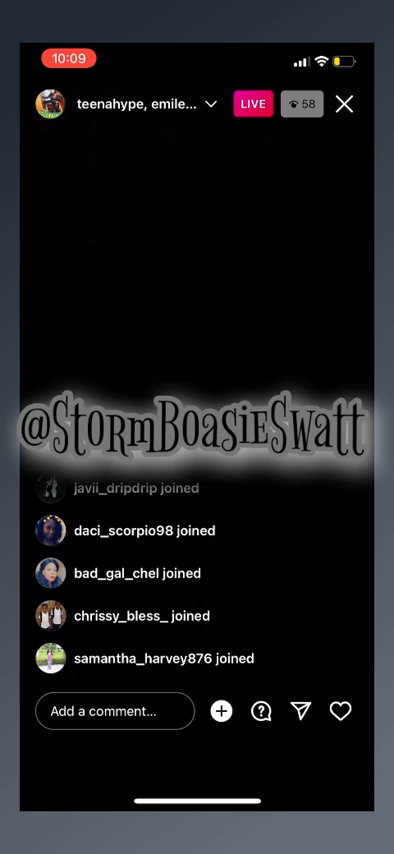 10:09
teenahype, emile...
LIVE
58
@StormBoasieSwatt
javii_dripdrip joined
daci_scorpio98 joined
bad_gal_chel joined
chrissy_bless_ joined
samantha_harvey876 joined
Add a comment...